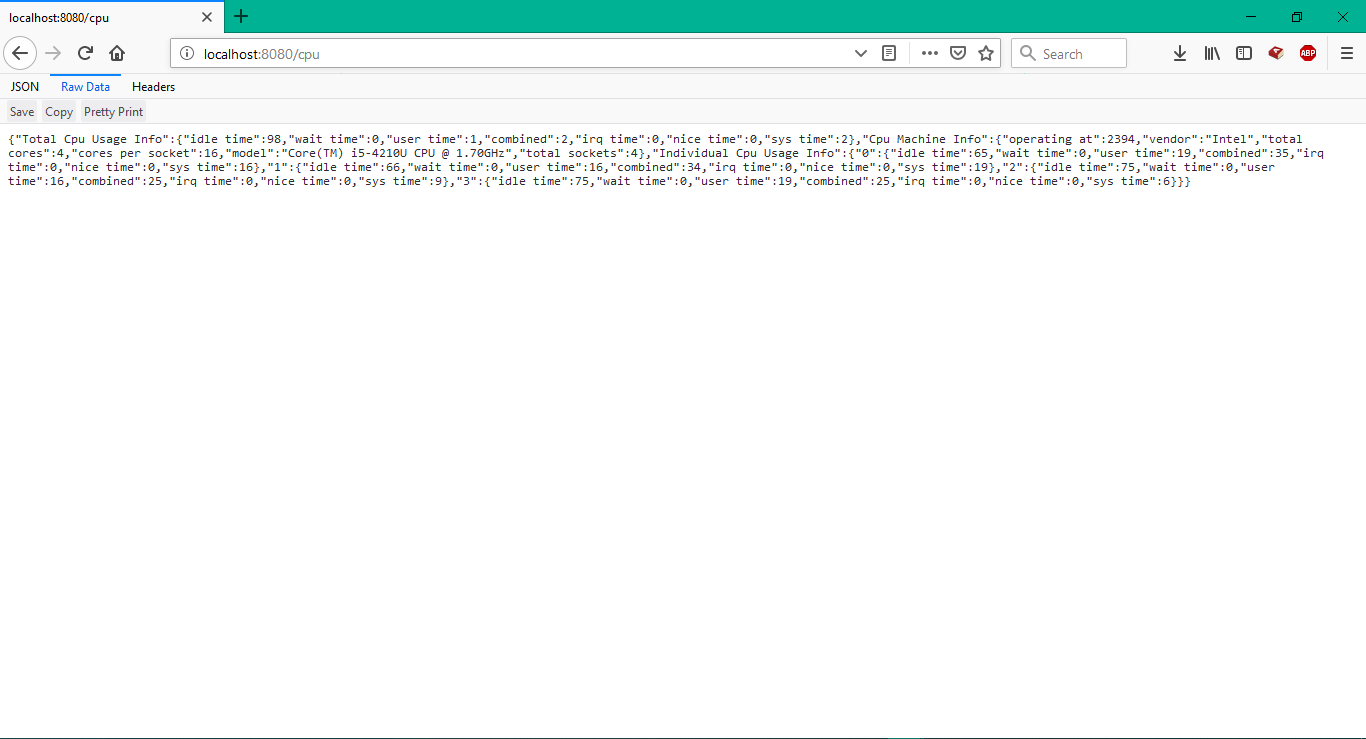 localhost:8080/cpu
localhost:8080/cpu
Search
ABP
JSON Raw Data Headers
Save Copy Pretty Print
{"Total Cpu Usage Info":{"idle time":98,"wait time":0,"user time":1,"combined":2,"irq time":0,"nice time":0,"sys time":2},"Cpu Machine Info":{"operating at":2394,"vendor":"Intel","total
cores":4,"cores per socket":16,"model":"Core(TM) i5-4210U CPU @ 1.70GHz","total sockets":4},"Individual Cpu Usage Info":{"0":{"idle time":65,"wait time":0,"user time":19,"combined":35,"irq
time":0,"nice time":0,"sys time":16},"1":{"idle time":66,"wait time":0,"user time":16,"combined":34,"irq time":0,"nice time":0,"sys time":19},"2":{"idle time":75,"wait time":0,"user
time":16,"combined":25,"irq time":0,"nice time":0,"sys time":9},"3":{"idle time":75,"wait time":0,"user time":19,"combined":25,"irq time":0,"nice time":0,"sys time":6}}}